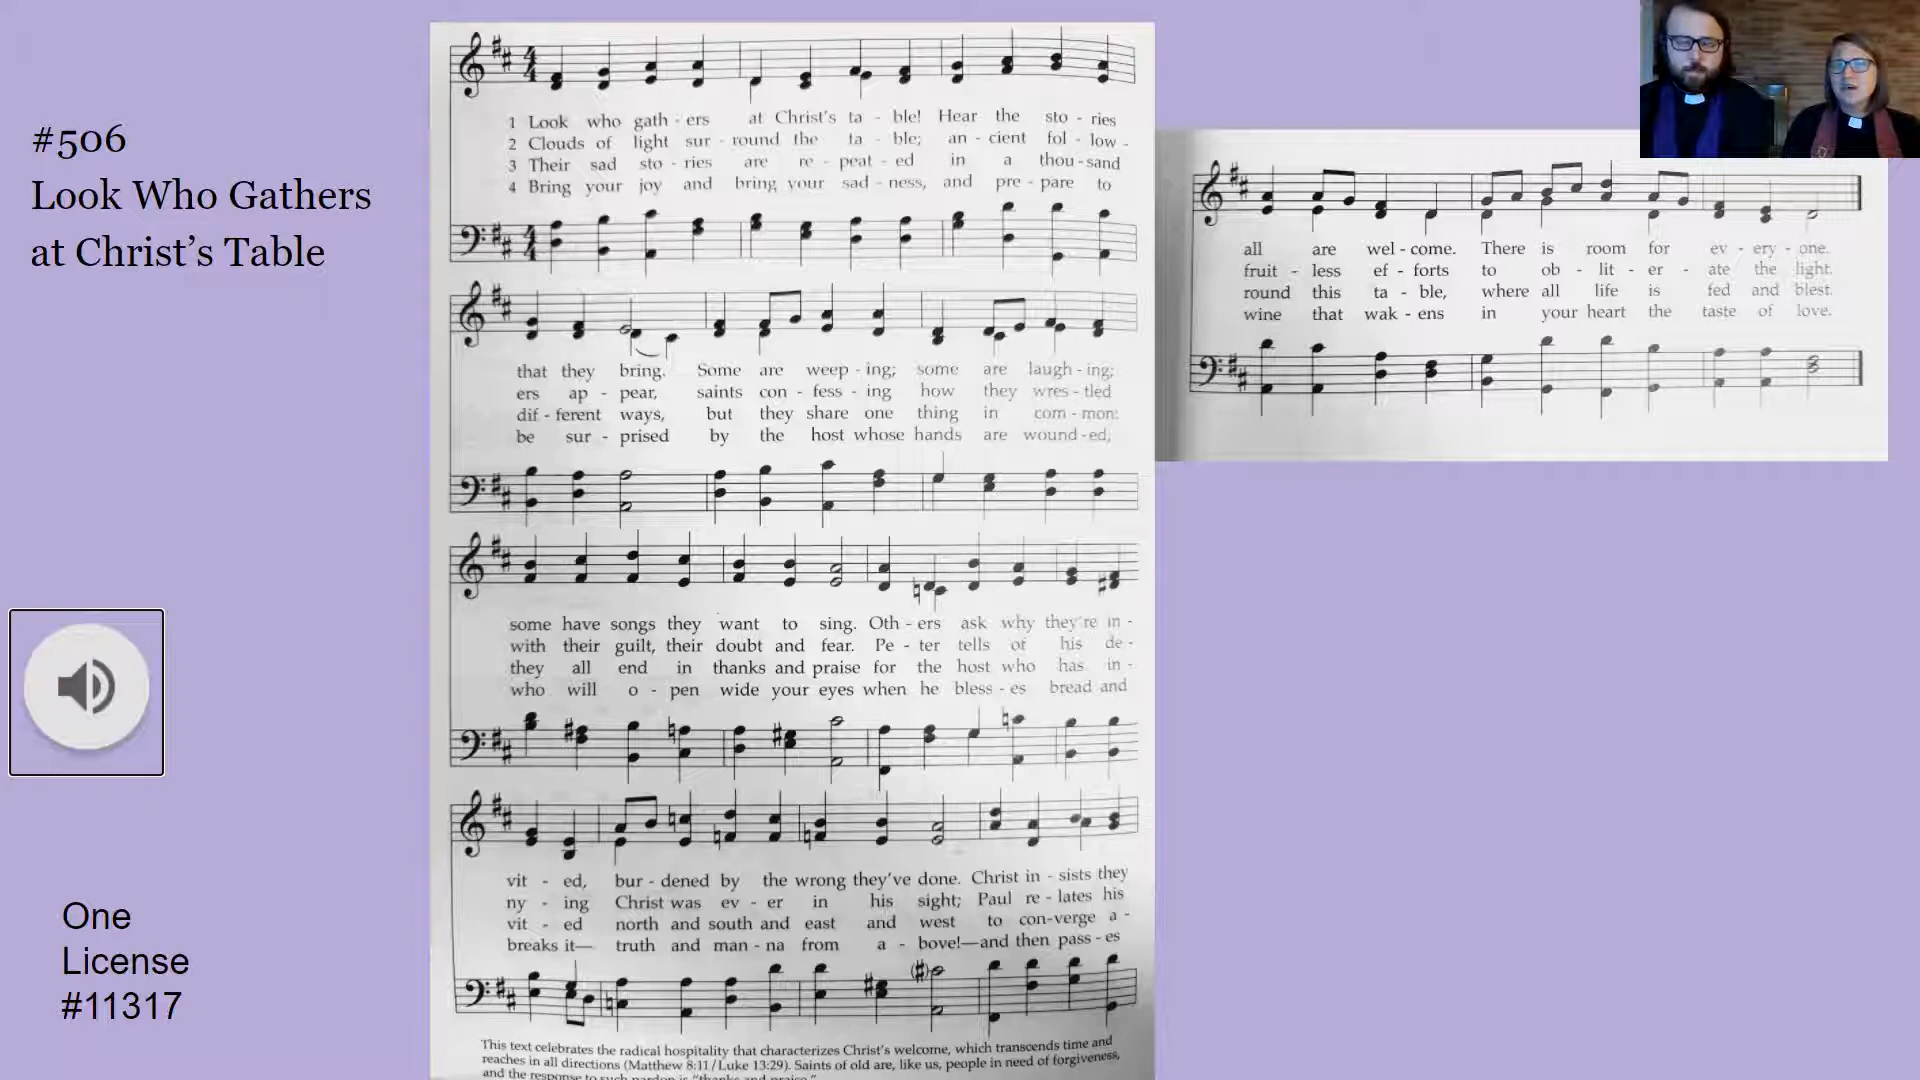 #506
Look Who Gathers
at Christ's Table
One
License
#11317
1 Look who gath - ers at Christ's ta - ble! Hear the sto - ries
2 Clouds of light sur - round the ta - ble; an - cient fol - low -
3 Their sad sto - ries are re - peat - ed in a thou - sand
4 Bring your joy and bring your sad - ness, and pre - pare to
that they bring. Some are weep - ing; some are laugh - ing;
ers ap - pear, saints con - fess - ing how they wres - tled
dif - ferent ways, but they share one thing in com - mon:
be sur - prised by the host whose hands are wound - ed,
some have songs they want to sing. Oth - ers ask why they're in -
with their guilt, their doubt and fear. Pe - ter tells of his de -
they all end in thanks and praise for the host who has in -
who will o - pen wide your eyes when he bless - es bread and
vit - ed, bur - dened by the wrong they've done. Christ in - sists they
ny - ing Christ was ev - er in his sight; Paul re - lates his
vit - ed north and south and east and west to con - verge a -
breaks it— truth and man - na from a - bove!—and then pass - es
This text celebrates the radical hospitality that characterizes Christ's welcome, which transcends time and
reaches in all directions (Matthew 8:11/Luke 13:29). Saints of old are, like us, people in need of forgiveness,
and the response to such pardon is "thanks and praise."
all are wel - come. There is room for ev - ery - one.
fruit - less ef - forts to ob - lit - er - ate the light.
round this ta - ble, where all life is fed and blest.
wine that wak - ens in your heart the taste of love.